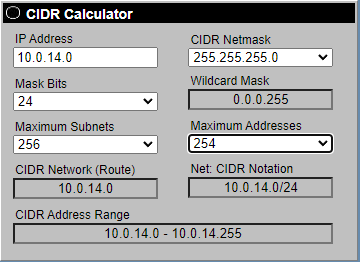 CIDR Calculator
IP Address
CIDR Netmask
10.0.14.0
255.255.255.0
Mask Bits
Wildcard Mask
24
0.0.0.255
Maximum Subnets
Maximum Addresses
256
254
CIDR Network (Route)
Net: CIDR Notation
10.0.14.0
10.0.14.0/24
CIDR Address Range
10.0.14.0 - 10.0.14.255